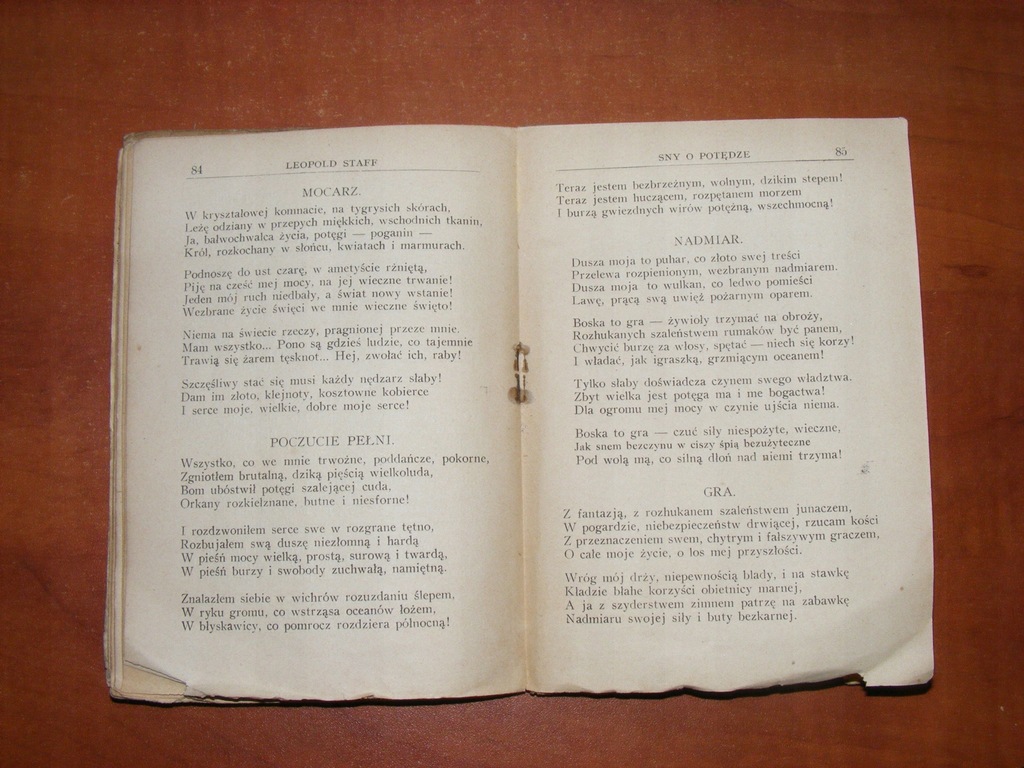 84
LEOPOLD STAFF
MOCARZ.
W kryształowej komnacie, na tygrysich skórach,
Leżę odziany w przepych miękkich, wschodnich tkanin,
Ja, bałwochwalca życia, potęgi — poganin —
Król, rozkochany w słońcu, kwiatach i marmurach.
Podnoszę do ust czarę, w ametyście rżniętą,
Piję na cześć mej mocy, na jej wieczne trwanie!
Jeden mój ruch niedbały, a świat nowy wstanie!
Wezbrane życie święci we mnie wieczne święto!
Niema na świecie rzeczy, pragnionej przeze mnie.
Mam wszystko... Pono są gdzieś ludzie, co tajemnie
Trawią się żarem tęsknot... Hej, zwołać ich, raby!
Szczęśliwy stać się musi każdy nędzarz słaby!
Dam im złoto, klejnoty, kosztowne kobierce
I serce moje, wielkie, dobre moje serce!
POCZUCIE PEŁNI.
Wszystko, co we mnie trwożne, poddańcze, pokorne,
Zgniotłem brutalną, dziką pięścią wielkoluda,
Bom ubóstwił potęgi szalejącej cuda,
Orkany rozkiełznane, butne i niesforne!
I rozdzwoniłem serce swe w rozgrane tętno,
Rozbujałem swą duszę niezłomną i hardą
W pieśń mocy wielką, prostą, surową i twardą,
W pieśń burzy i swobody zuchwałą, namiętną.
Znalazłem siebie w wichrów rozuzdaniu ślepem,
W ryku gromu, co wstrząsa oceanów łożem,
W błyskawicy, co pomrocz rozdziera północną!
SNY O POTĘDZE
85
Teraz jestem bezbrzeżnym, wolnym, dzikim stepem!
Teraz jestem huczącem, rozpętanem morzem
I burzą gwiezdnych wirów potężną, wszechmocną!
NADMIAR.
Dusza moja to puhar, co złoto swej treści
Przelewa rozpienionym, wezbranym nadmiarem.
Dusza moja to wulkan, co ledwo pomieści
Lawę, prącą swą uwięź pożarnym oparem.
Boska to gra — żywioły trzymać na obroży,
Rozhukanych szaleństwem rumaków być panem,
Chwycić burzę za włosy, spętać — niech się korzy!
I władać, jak igraszką, grzmiącym oceanem!
Tylko słaby doświadcza czynem swego władztwa.
Zbyt wielka jest potęga ma i me bogactwa!
Dla ogromu mej mocy w czynie ujścia niema.
Boska to gra — czuć siły niespożyte, wieczne,
Jak snem bezczynu w ciszy śpią bezużyteczne
Pod wolą mą, co silną dłoń nad niemi trzyma!
GRA.
Z fantazją, z rozhukanem szaleństwem junaczem,
W pogardzie, niebezpieczeństw drwiącej, rzucam kości
Z przeznaczeniem swem, chytrym i fałszywym graczem,
O całe moje życie, o los mej przyszłości.
Wróg mój drży, niepewnością blady, i na stawkę
Kładzie błahe korzyści obietnicy marnej,
A ja z szyderstwem zimnem patrzę na zabawkę
Nadmiaru swojej siły i buty bezkarnej.